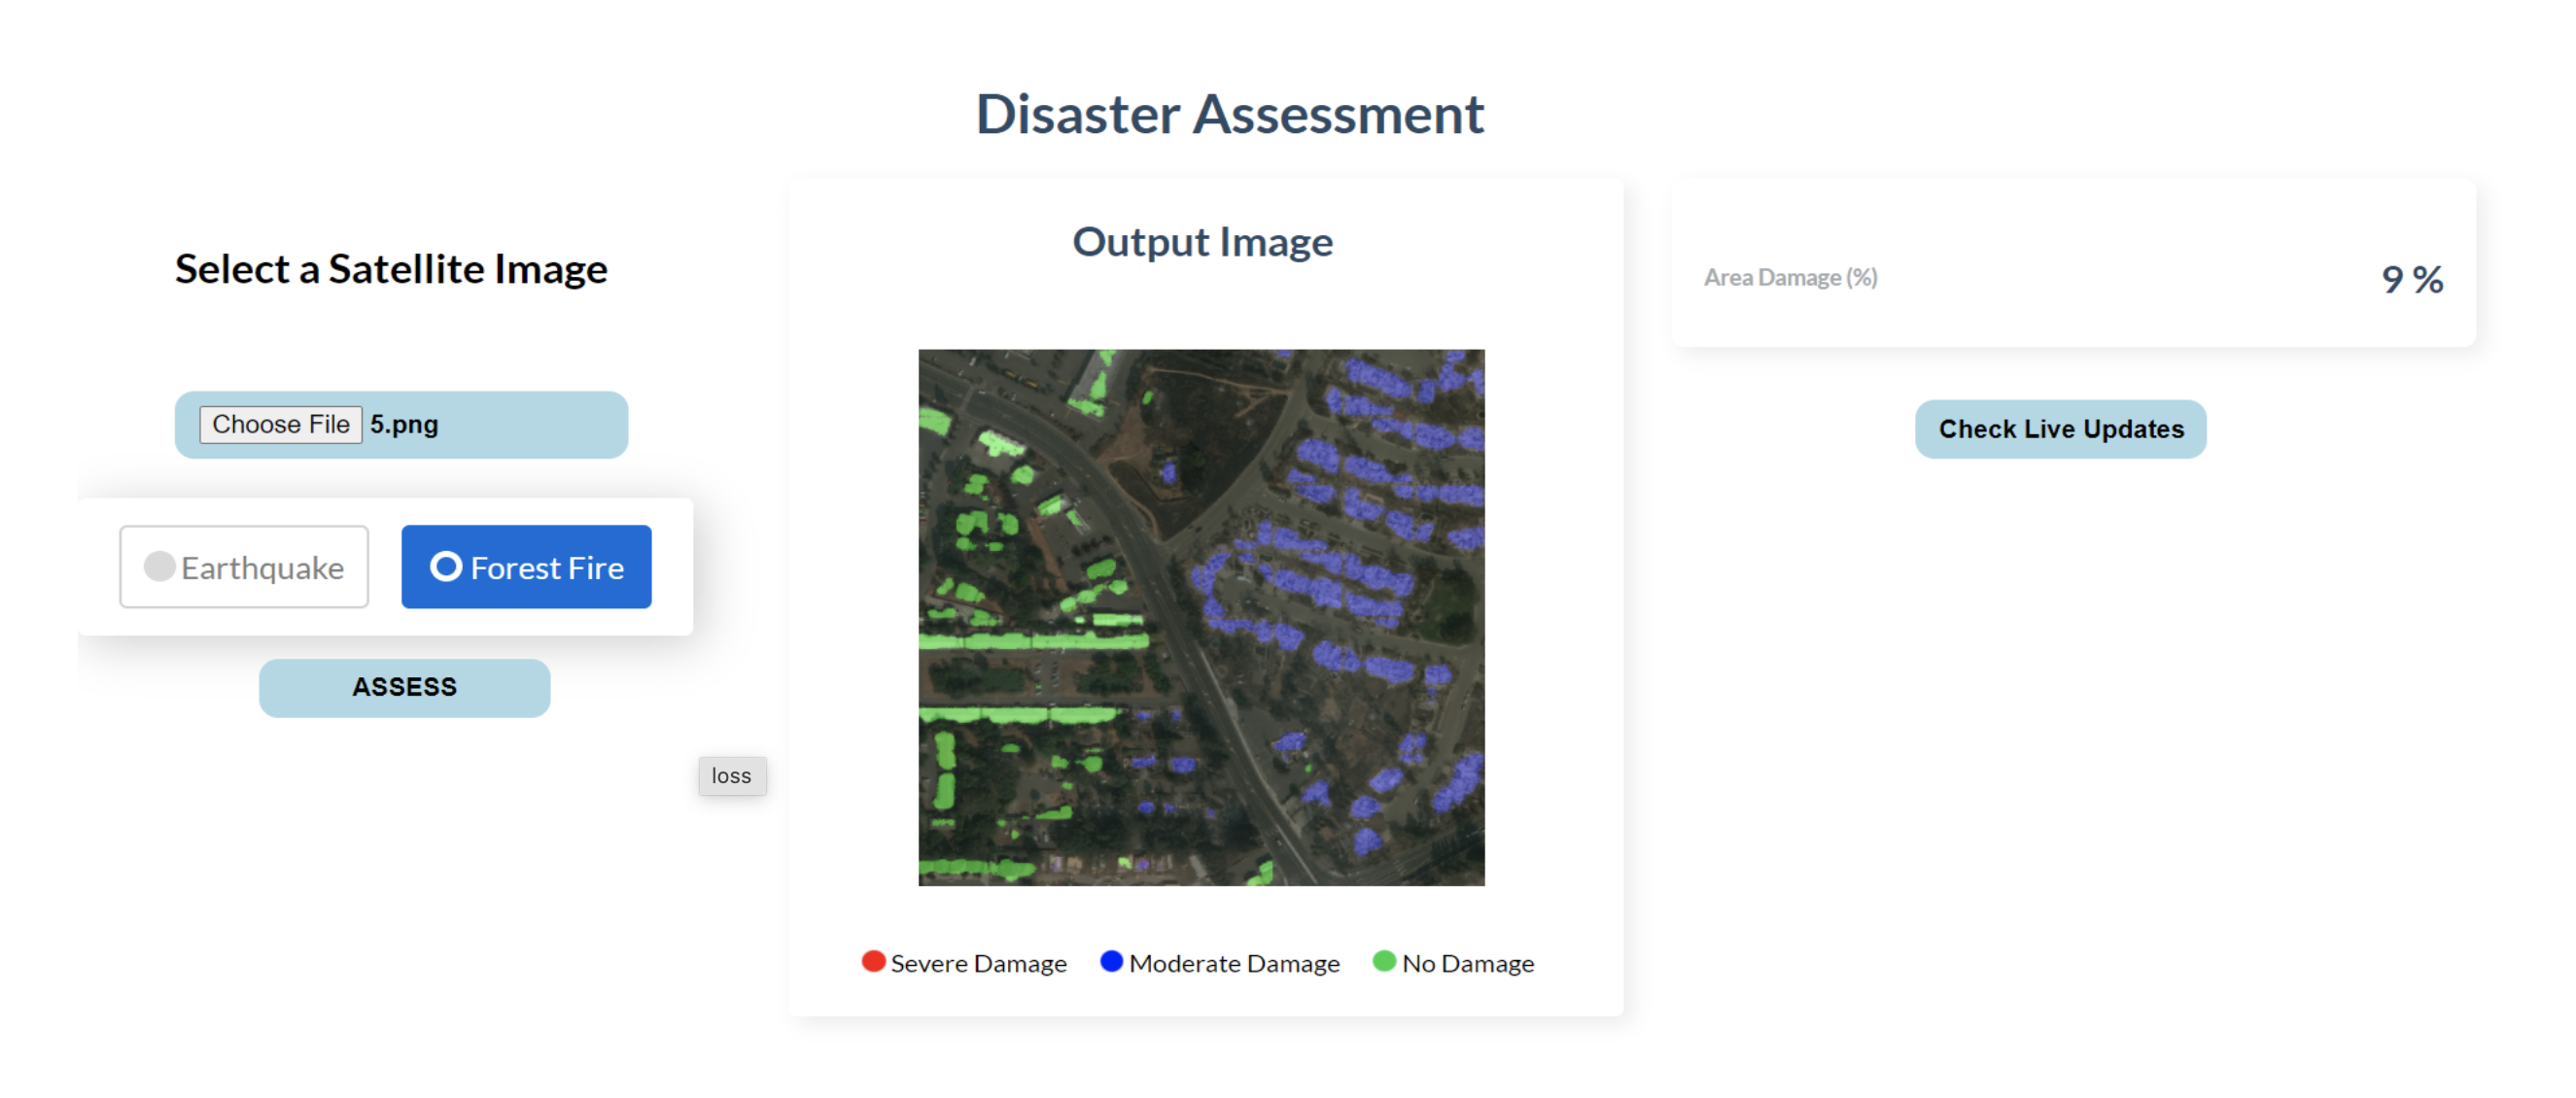 Disaster Assessment
Select a Satellite Image
Choose File 5.png
Earthquake
Forest Fire
ASSESS
loss
Output Image
Severe Damage
Moderate Damage
No Damage
Area Damage (%)
9 %
Check Live Updates